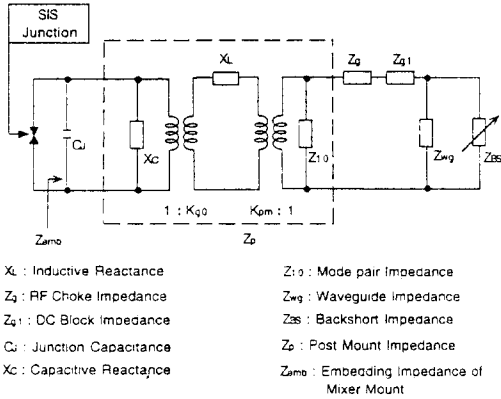 SIS
Junction
XL
Zg
Zg1
CJ
XC
Z10
Zwg
ZBS
1 : Kg0
Kpm : 1
Zemb
Zp
XL : Inductive Reactance
Zg : RF Choke Impedance
Zg1 : DC Block Impedance
CJ : Junction Capacitance
XC : Capacitive Reactance
Z10 : Mode pair Impedance
Zwg : Waveguide Impedance
ZBS : Backshort Impedance
Zp : Post Mount Impedance
Zemb : Embedding Impedance of
Mixer Mount